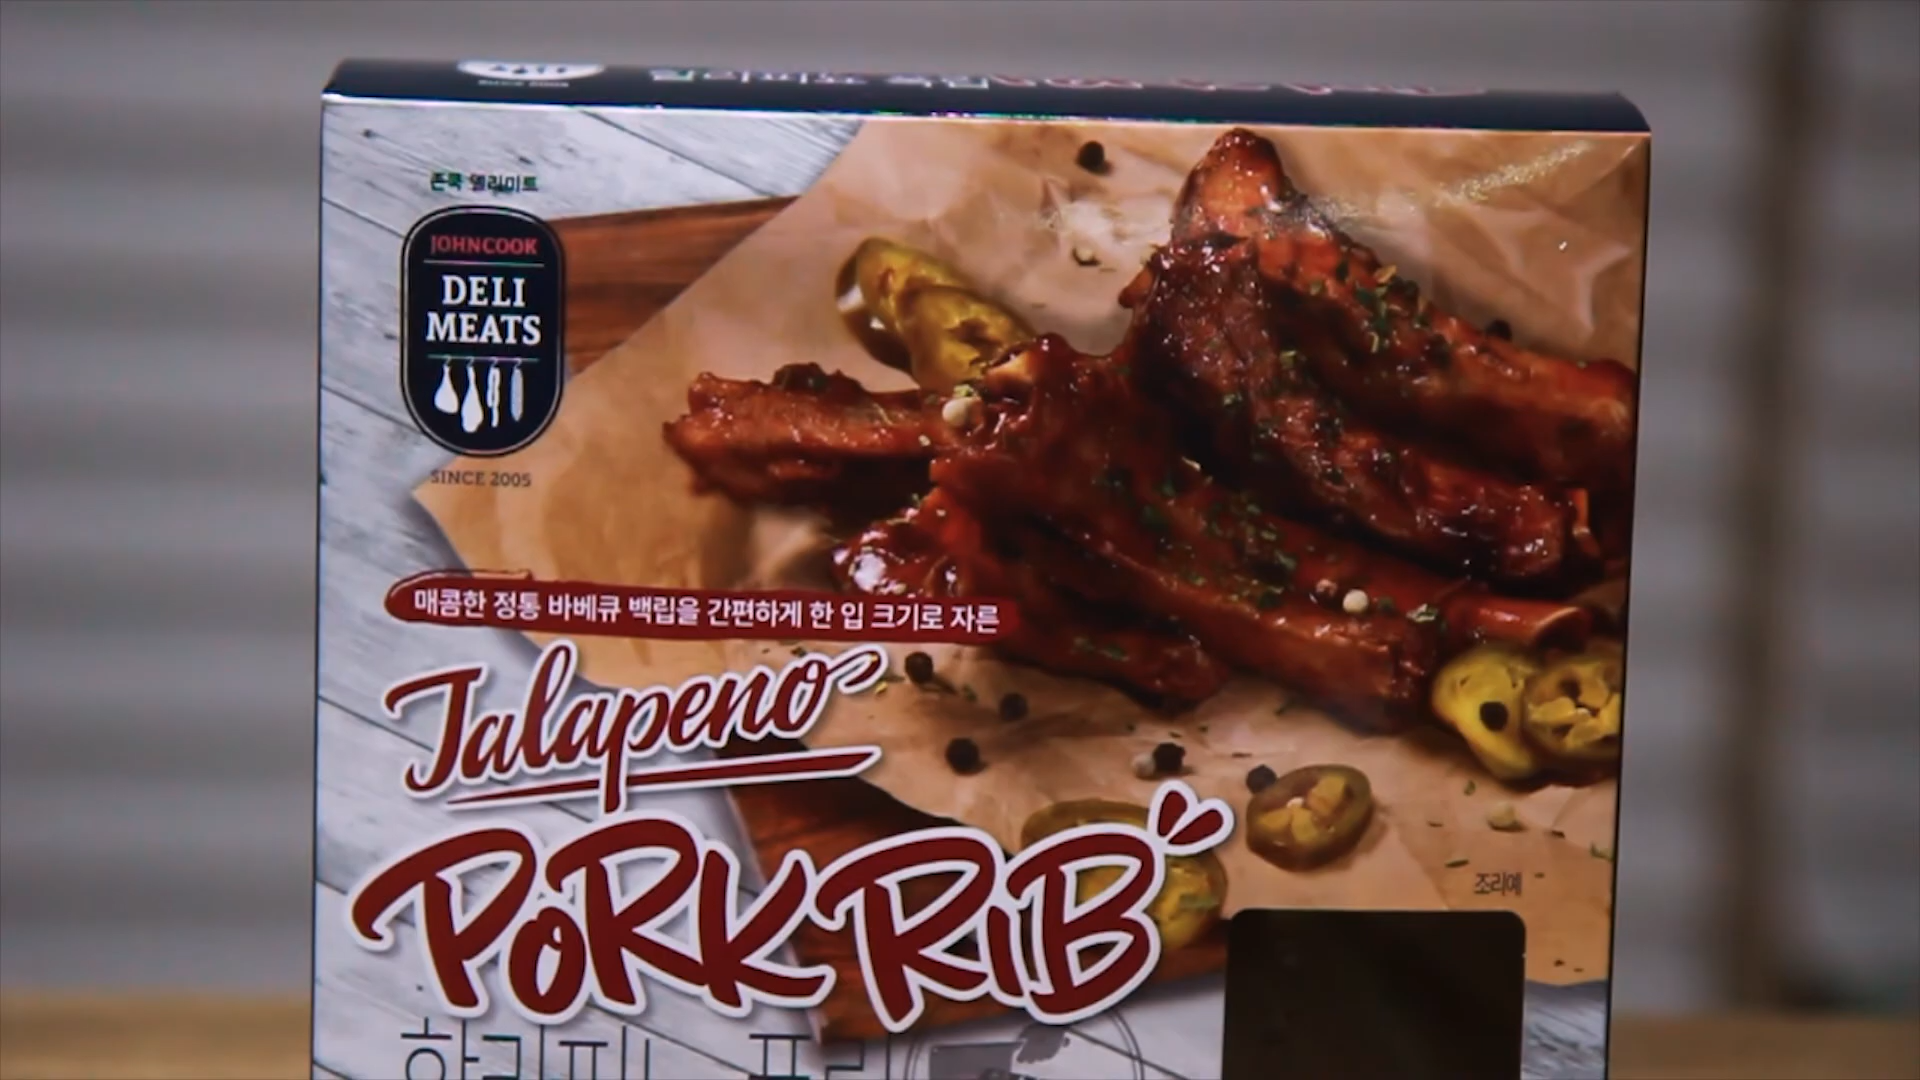 존쿡 델리미트
JOHNCOOK
DELI
MEATS
SINCE 2005
매콤한 정통 바베큐 백립을 간편하게 한 입 크기로 자른
Jalapeno
PORK RIB
조리예